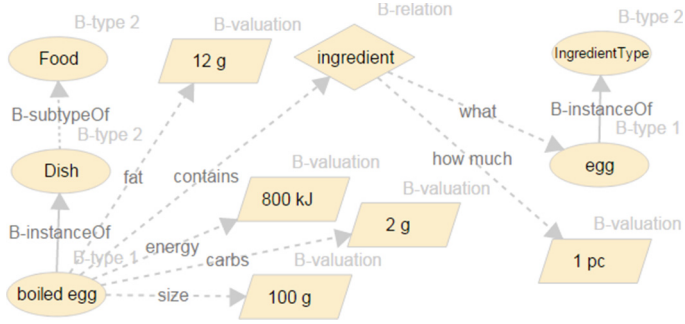 B-type 2
Food
B-valuation
12 g
B-relation
ingredient
B-type 2
IngredientType
B-subtypeOf
B-type 2
Dish
fat
contains
what
B-instanceOf
B-type 1
egg
how much
B-valuation
800 kJ
B-valuation
2 g
B-instanceOf
B-type 1
energy
carbs
B-valuation
1 pc
boiled egg
size
B-valuation
100 g